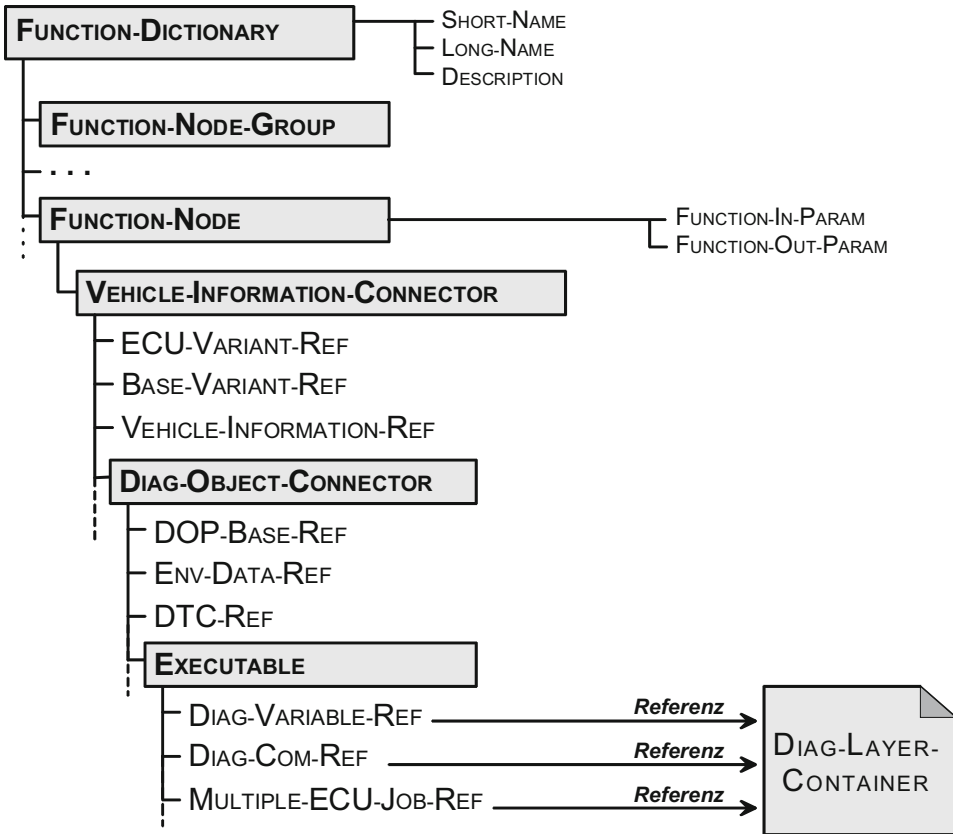 FUNCTION-DICTIONARY
SHORT-NAME
LONG-NAME
DESCRIPTION
FUNCTION-NODE-GROUP
. . .
FUNCTION-NODE
FUNCTION-IN-PARAM
FUNCTION-OUT-PARAM
VEHICLE-INFORMATION-CONNECTOR
ECU-VARIANT-REF
BASE-VARIANT-REF
VEHICLE-INFORMATION-REF
DIAG-OBJECT-CONNECTOR
DOP-BASE-REF
ENV-DATA-REF
DTC-REF
EXECUTABLE
DIAG-VARIABLE-REF
Referenz
DIAG-COM-REF
Referenz
MULTIPLE-ECU-JOB-REF
Referenz
DIAG-LAYER-
CONTAINER